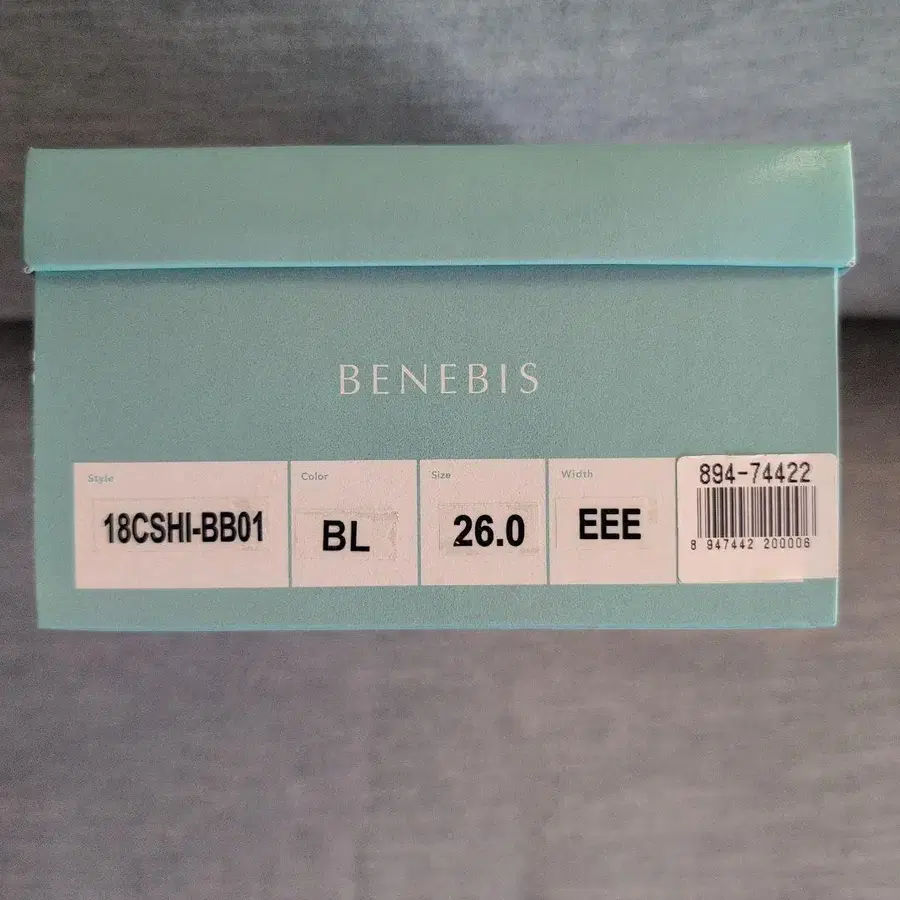 BENEBIS
Style
18CSHI-BB01
Color
BL
Size
26.0
Width
EEE
894-74422
8 947442 200006